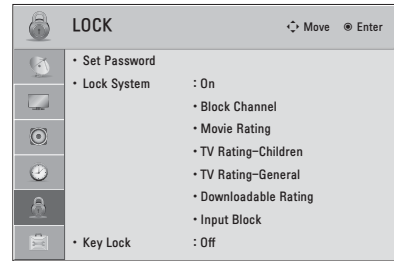 LOCK Move Enter
• Set Password
• Lock System : On
• Block Channel
• Movie Rating
• TV Rating-Children
• TV Rating-General
• Downloadable Rating
• Input Block
• Key Lock : Off